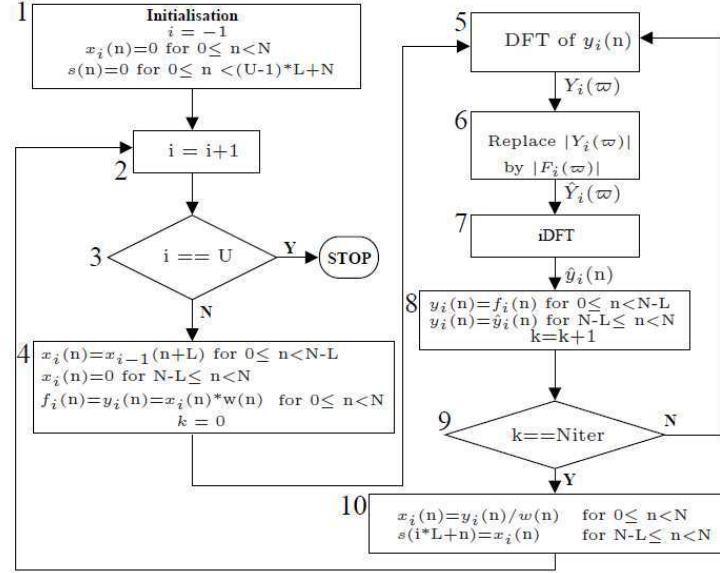 1
Initialisation
i = −1
x_i(n)=0 for 0≤ n<N
s(n)=0 for 0≤ n <(U-1)*L+N
2
i = i+1
3
i == U
Y
STOP
N
4
x_i(n)=x_{i−1}(n+L) for 0≤ n<N-L
x_i(n)=0 for N-L≤ n<N
f_i(n)=y_i(n)=x_i(n)*w(n) for 0≤ n<N
k = 0
5
DFT of y_i(n)
Y_i(ϖ)
6
Replace |Y_i(ϖ)|
by |F_i(ϖ)|
Ŷ_i(ϖ)
7
iDFT
ŷ_i(n)
8
y_i(n)=f_i(n) for 0≤ n<N-L
y_i(n)=ŷ_i(n) for N-L≤ n<N
k=k+1
9
k==Niter
N
Y
10
x_i(n)=y_i(n)/w(n) for 0≤ n<N
s(i*L+n)=x_i(n) for N-L≤ n<N